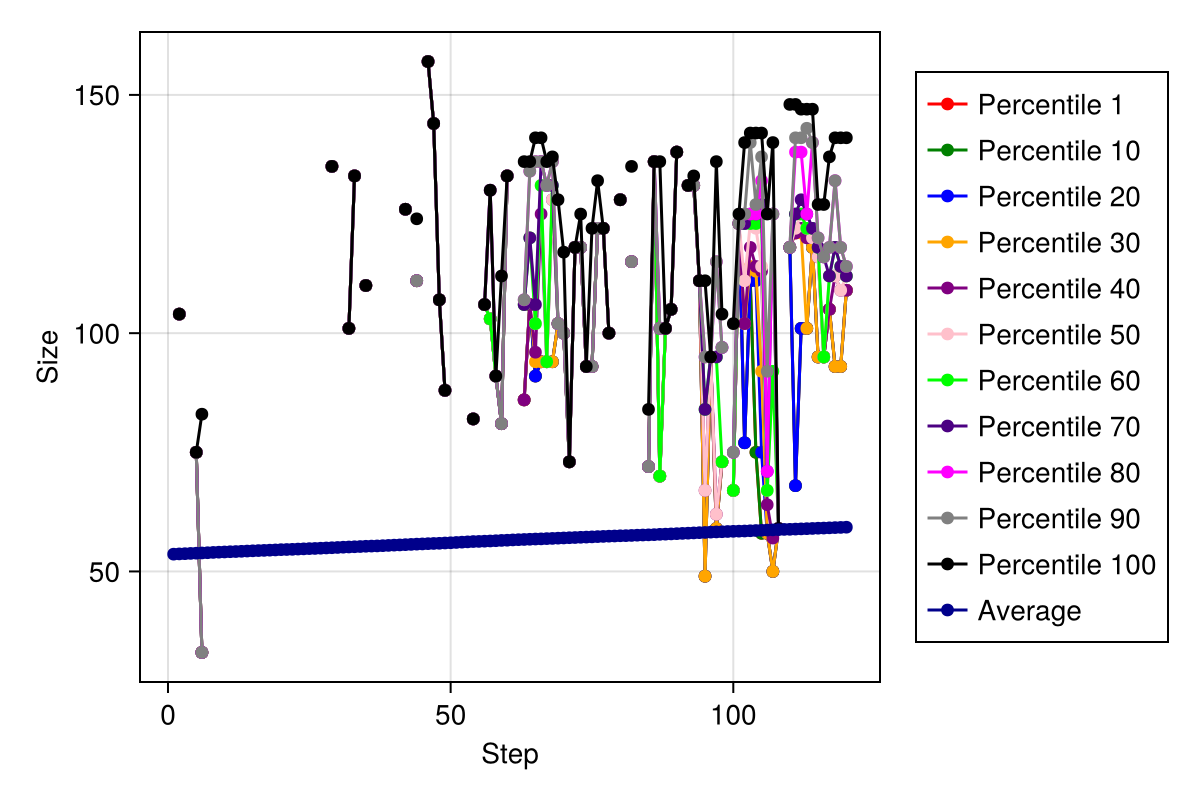 150
100
50
Size
0
50
100
Step
Percentile 1
Percentile 10
Percentile 20
Percentile 30
Percentile 40
Percentile 50
Percentile 60
Percentile 70
Percentile 80
Percentile 90
Percentile 100
Average